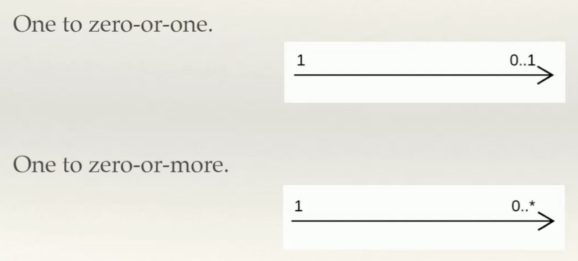 One to zero-or-one.
1 0..1
One to zero-or-more.
1 0..*